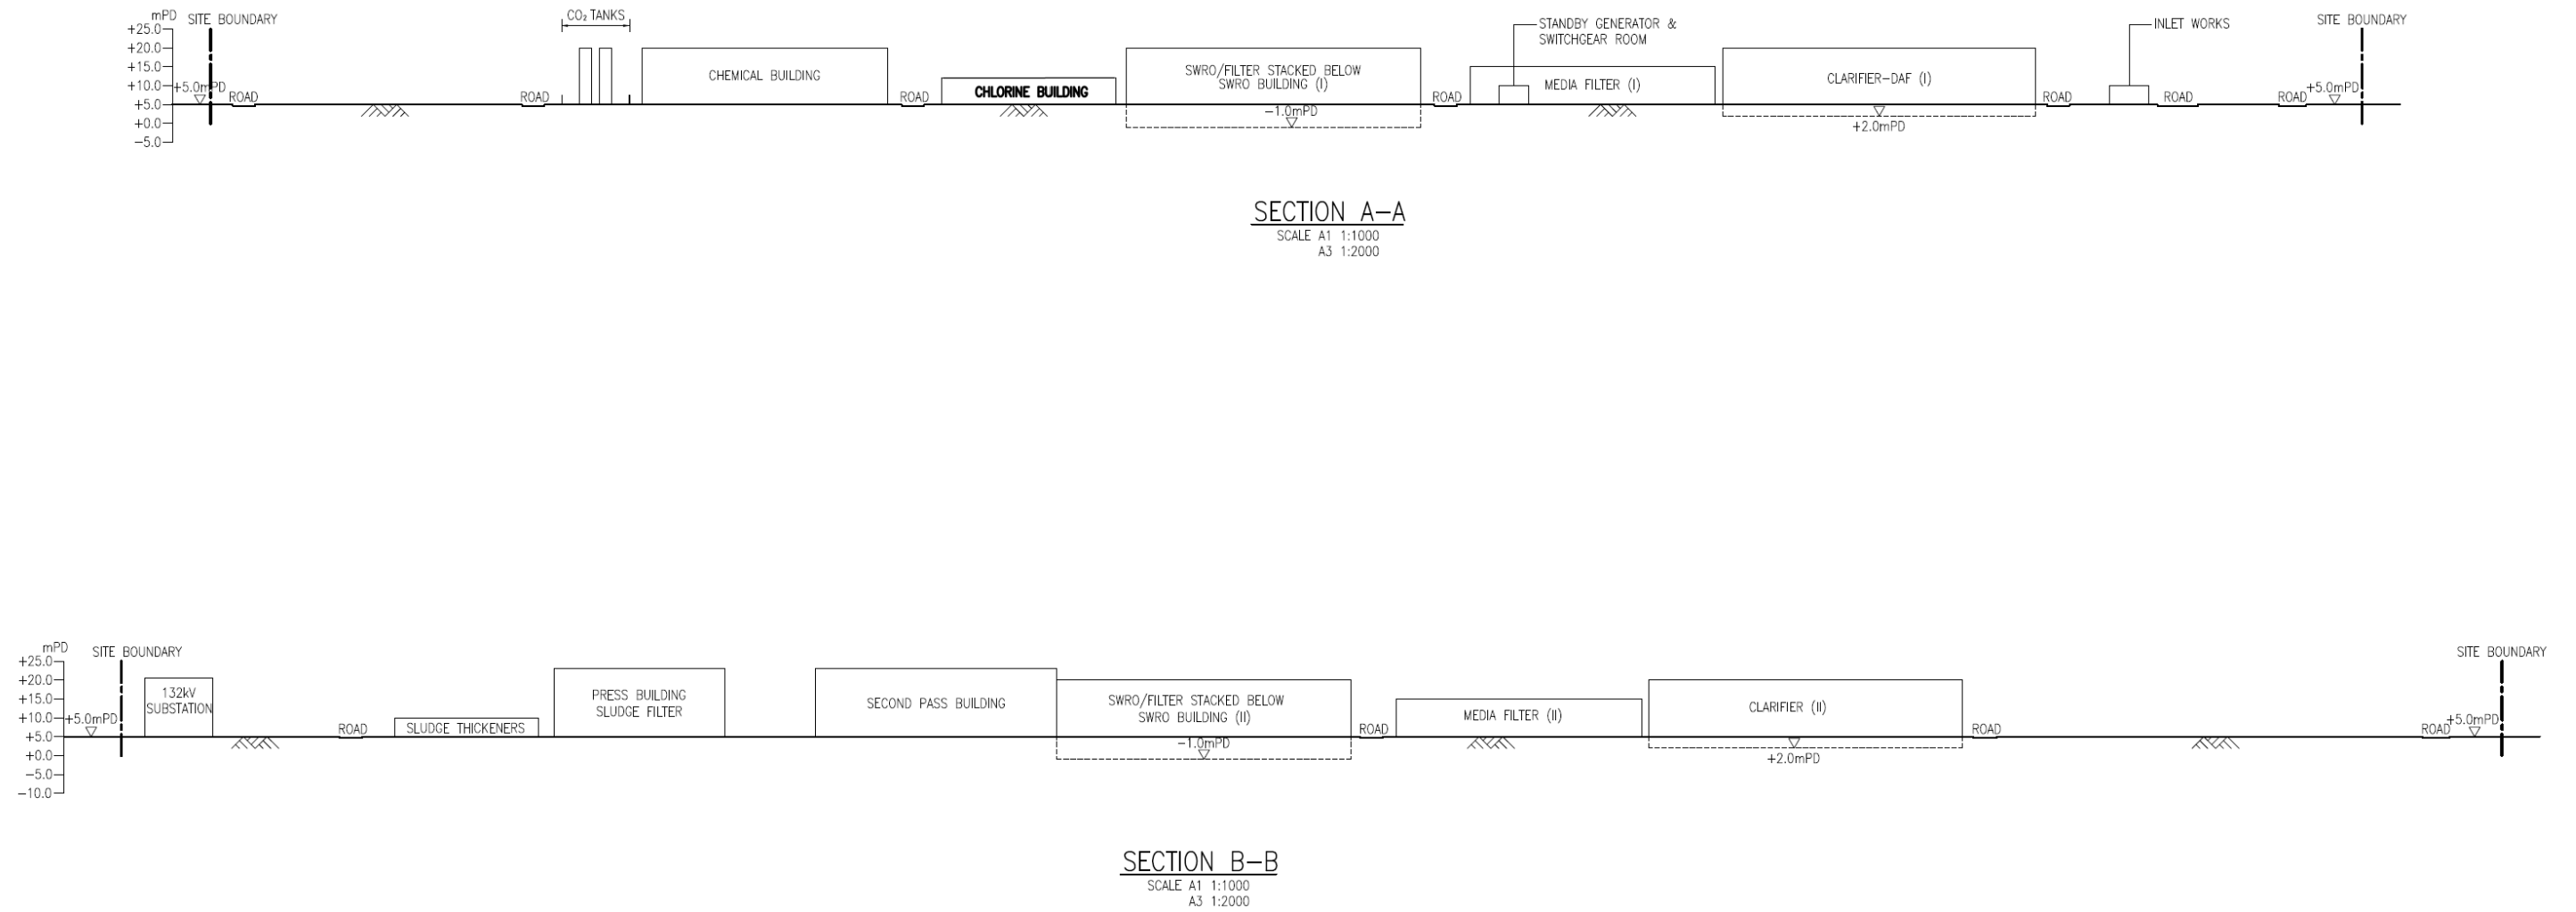 mPD
SITE BOUNDARY
CO₂ TANKS
STANDBY GENERATOR &
SWITCHGEAR ROOM
INLET WORKS
SITE BOUNDARY
+25.0
+20.0
+15.0
+10.0
+5.0
+0.0
−5.0
+5.0mPD
ROAD
ROAD
CHEMICAL BUILDING
ROAD
CHLORINE BUILDING
SWRO/FILTER STACKED BELOW
SWRO BUILDING (I)
−1.0mPD
ROAD
MEDIA FILTER (I)
CLARIFIER−DAF (I)
+2.0mPD
ROAD
ROAD
ROAD
+5.0mPD
SECTION A−A
SCALE A1 1:1000
A3 1:2000
mPD
SITE BOUNDARY
SITE BOUNDARY
+25.0
+20.0
+15.0
+10.0
+5.0
+0.0
−5.0
−10.0
+5.0mPD
132kV
SUBSTATION
ROAD
SLUDGE THICKENERS
PRESS BUILDING
SLUDGE FILTER
SECOND PASS BUILDING
SWRO/FILTER STACKED BELOW
SWRO BUILDING (II)
−1.0mPD
ROAD
MEDIA FILTER (II)
CLARIFIER (II)
+2.0mPD
ROAD
ROAD
+5.0mPD
SECTION B−B
SCALE A1 1:1000
A3 1:2000